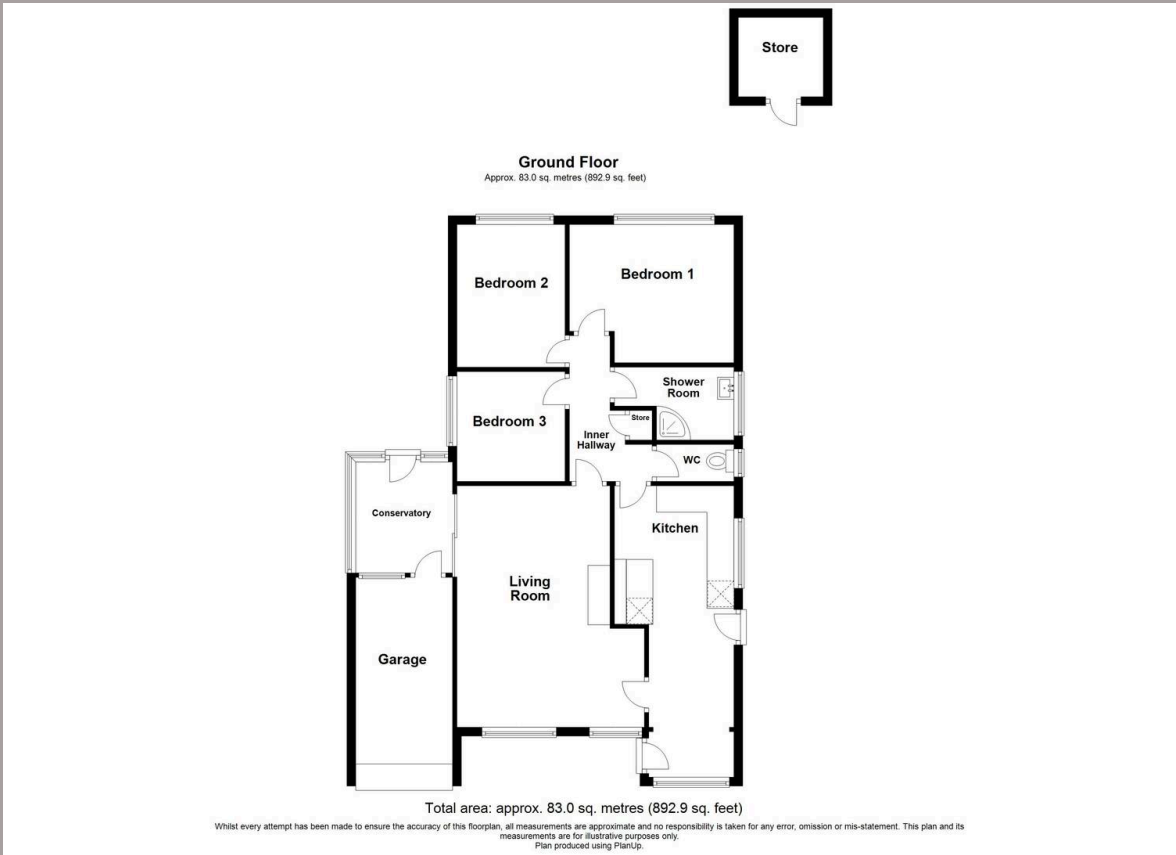 Store
Ground Floor
Approx. 83.0 sq. metres (892.9 sq. feet)
Bedroom 2
Bedroom 1
Shower
Room
Bedroom 3
Store
Inner
Hallway
WC
Conservatory
Kitchen
Living
Room
Garage
Total area: approx. 83.0 sq. metres (892.9 sq. feet)
Whilst every attempt has been made to ensure the accuracy of this floorplan, all measurements are approximate and no responsibility is taken for any error, omission or mis-statement. This plan and its
measurements are for illustrative purposes only.
Plan produced using PlanUp.